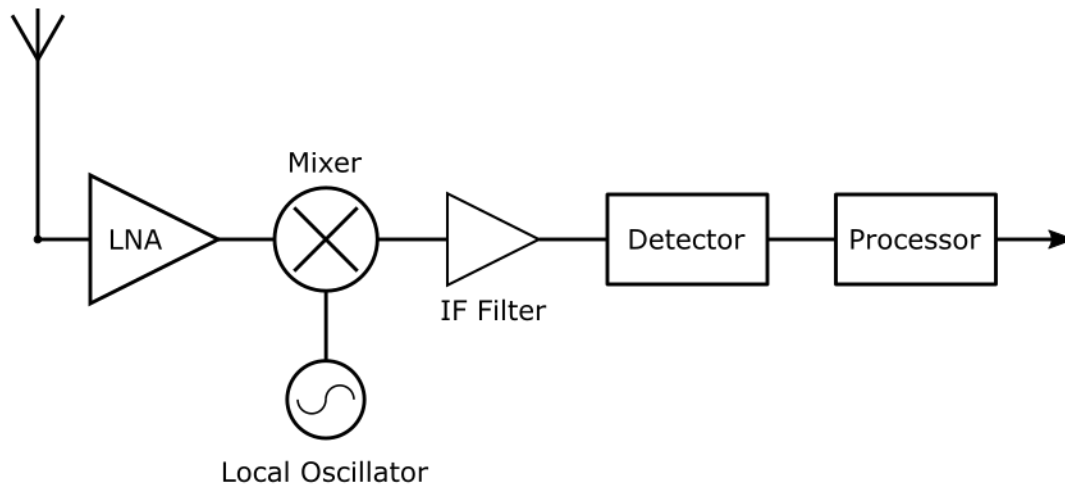 Mixer
LNA
Detector
Processor
IF Filter
Local Oscillator